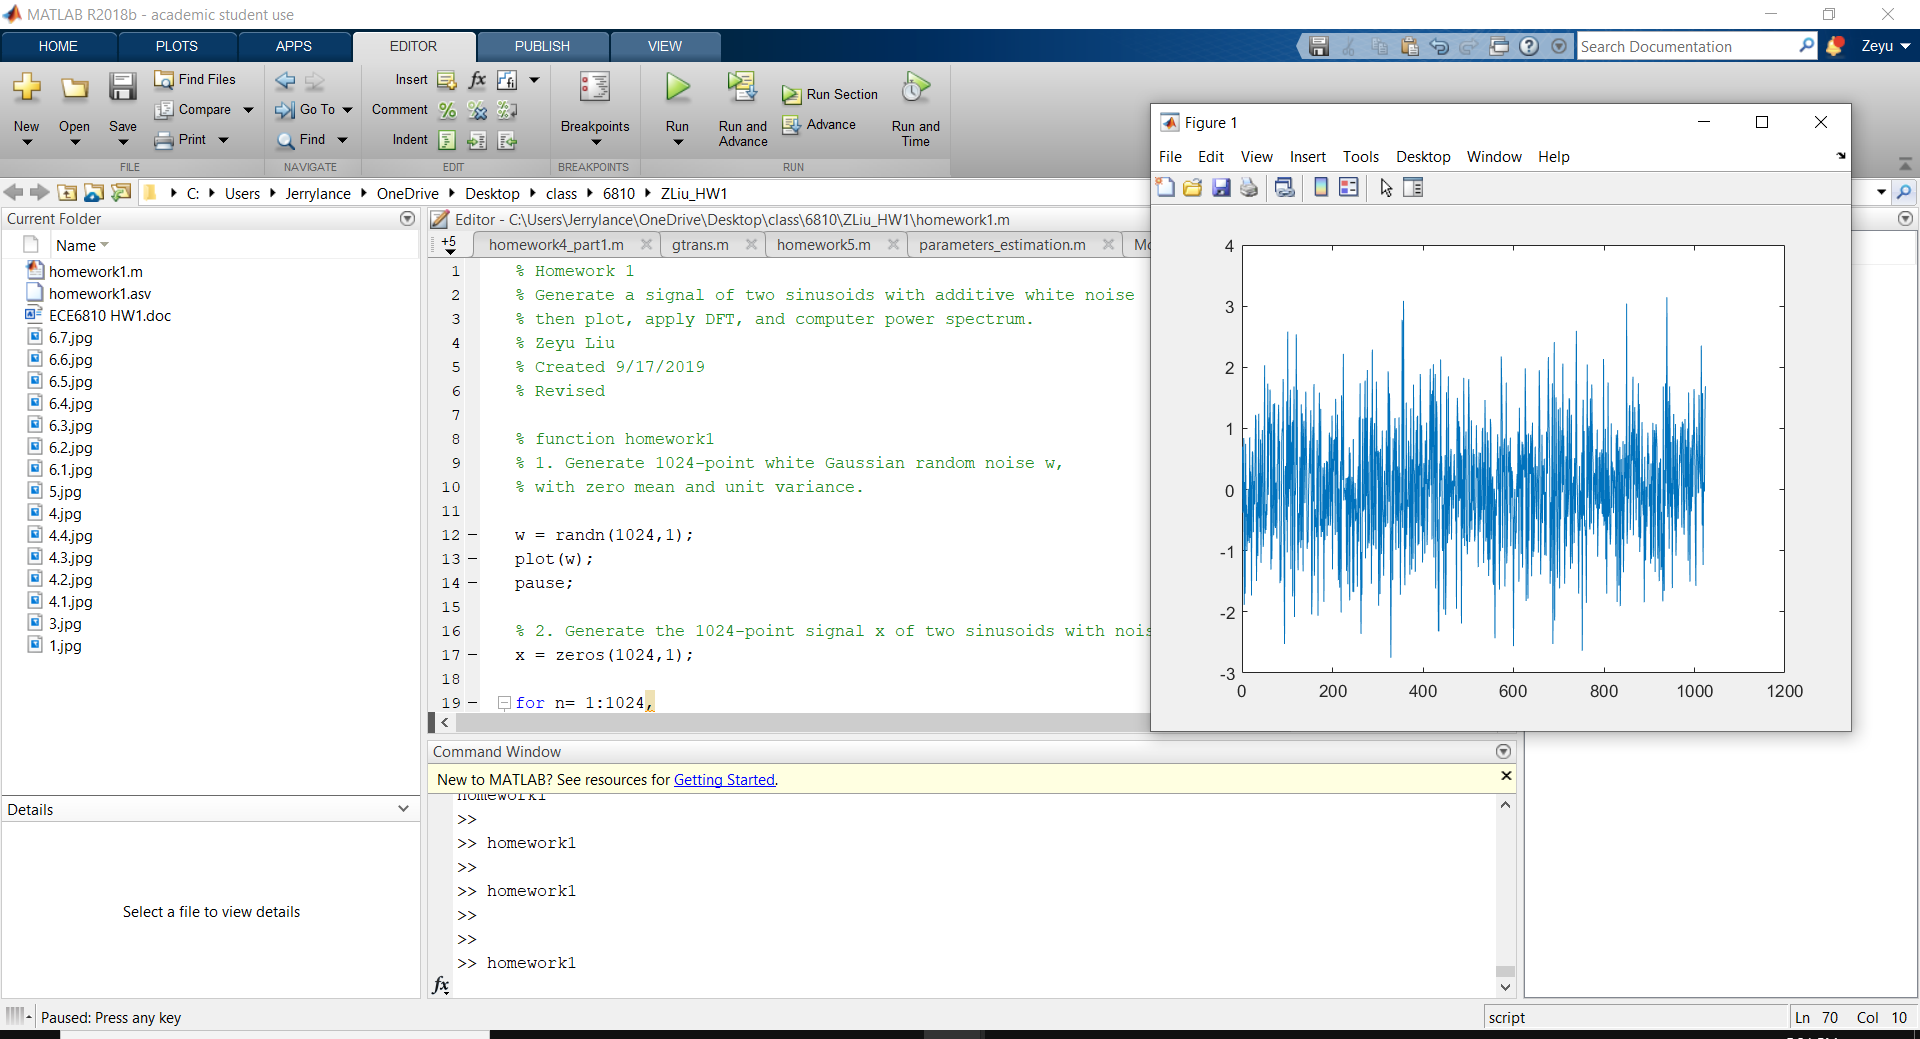 MATLAB R2018b - academic student use
HOME PLOTS APPS EDITOR PUBLISH VIEW
Search Documentation
Zeyu
New
Open
Save
Find Files
Compare
Print
FILE
Go To
Find
NAVIGATE
Insert
Comment
Indent
EDIT
Breakpoints
BREAKPOINTS
Run
Run and
Advance
Run Section
Advance
Run and
Time
RUN
C: Users Jerrylance OneDrive Desktop class 6810 ZLiu_HW1
Current Folder
Name
homework1.m
homework1.asv
ECE6810 HW1.doc
6.7.jpg
6.6.jpg
6.5.jpg
6.4.jpg
6.3.jpg
6.2.jpg
6.1.jpg
5.jpg
4.jpg
4.4.jpg
4.3.jpg
4.2.jpg
4.1.jpg
3.jpg
1.jpg
Details
Select a file to view details
Editor - C:\Users\Jerrylance\OneDrive\Desktop\class\6810\ZLiu_HW1\homework1.m
+5 homework4_part1.m gtrans.m homework5.m parameters_estimation.m
1 % Homework 1
2 % Generate a signal of two sinusoids with additive white noise
3 % then plot, apply DFT, and computer power spectrum.
4 % Zeyu Liu
5 % Created 9/17/2019
6 % Revised
7
8 % function homework1
9 % 1. Generate 1024-point white Gaussian random noise w,
10 % with zero mean and unit variance.
11
12 – w = randn(1024,1);
13 – plot(w);
14 – pause;
15
16 % 2. Generate the 1024-point signal x of two sinusoids with nois
17 – x = zeros(1024,1);
18
19 – for n= 1:1024,
Command Window
New to MATLAB? See resources for Getting Started.
homework1
>>
>> homework1
>>
>> homework1
>>
>>
>> homework1
fx
Figure 1
File Edit View Insert Tools Desktop Window Help
4
3
2
1
0
-1
-2
-3
0 200 400 600 800 1000 1200
Paused: Press any key
script
Ln 70 Col 10